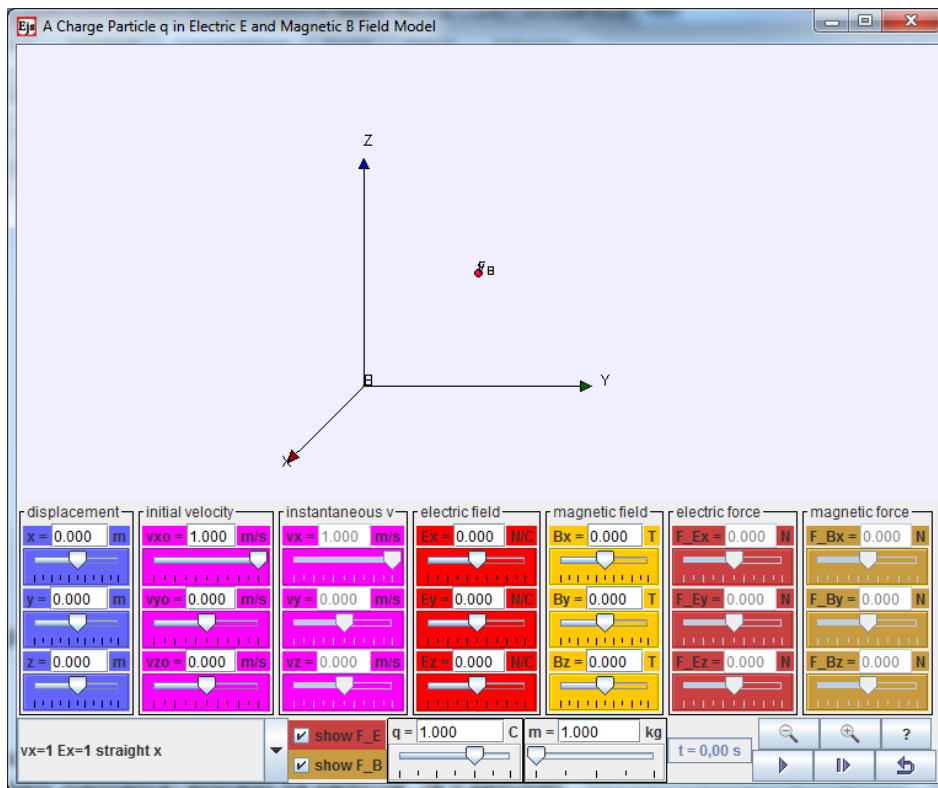 Ejs A Charge Particle q in Electric E and Magnetic B Field Model
Z
Y
X
displacement initial velocity instantaneous v electric field magnetic field electric force magnetic force
x = 0.000 m vxo = 1.000 m/s vx = 1.000 m/s Ex = 0.000 N/C Bx = 0.000 T F_Ex = 0.000 N F_Bx = 0.000 N
y = 0.000 m vyo = 0.000 m/s vy = 0.000 m/s Ey = 0.000 N/C By = 0.000 T F_Ey = 0.000 N F_By = 0.000 N
z = 0.000 m vzo = 0.000 m/s vz = 0.000 m/s Ez = 0.000 N/C Bz = 0.000 T F_Ez = 0.000 N F_Bz = 0.000 N
vx=1 Ex=1 straight x show F_E q = 1.000 C m = 1.000 kg t = 0,00 s ?
show F_B